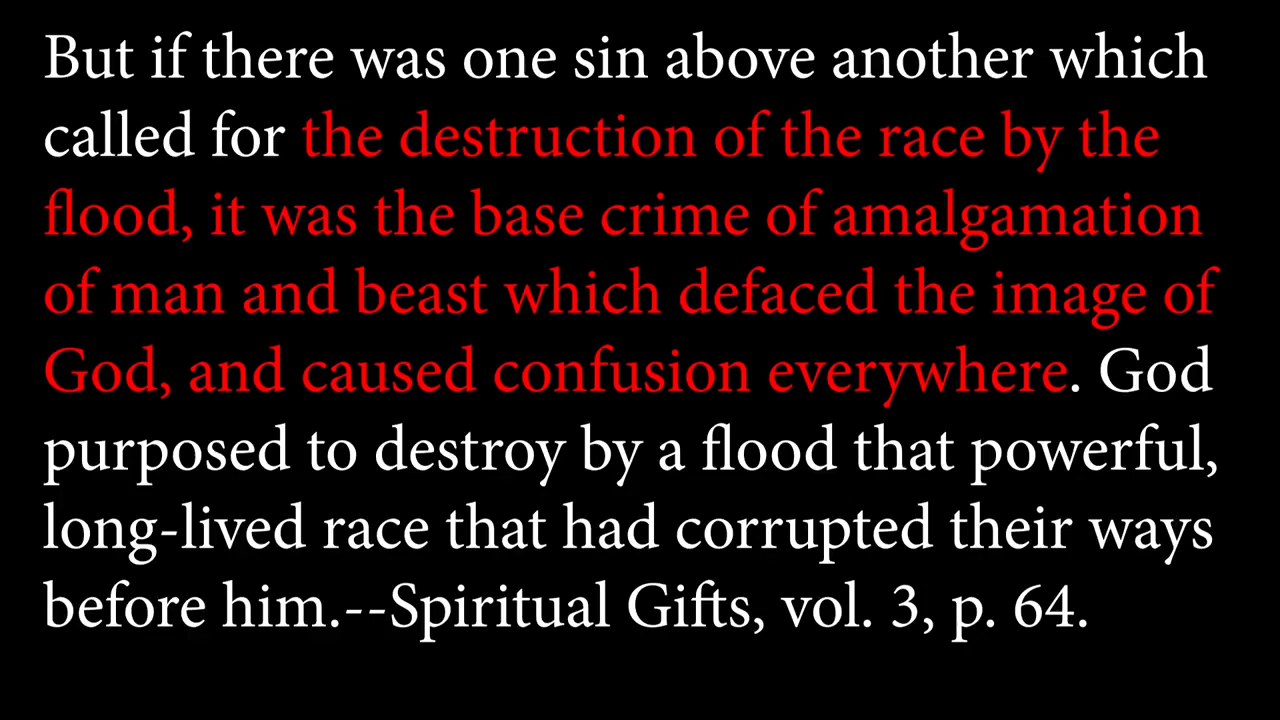 But if there was one sin above another which
called for the destruction of the race by the
flood, it was the base crime of amalgamation
of man and beast which defaced the image of
God, and caused confusion everywhere. God
purposed to destroy by a flood that powerful,
long-lived race that had corrupted their ways
before him.--Spiritual Gifts, vol. 3, p. 64.